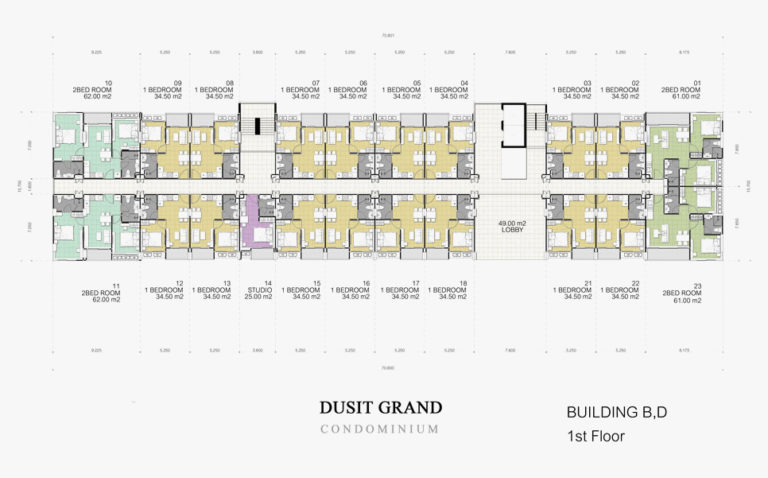 70.601
9.225 5.250 5.250 3.600 5.250 5.250 5.250 5.250 7.600 5.250 5.250 8.175
10
2BED ROOM
62.00 m2
09
1 BEDROOM
34.50 m2
08
1 BEDROOM
34.50 m2
07
1 BEDROOM
34.50 m2
06
1 BEDROOM
34.50 m2
05
1 BEDROOM
34.50 m2
04
1 BEDROOM
34.50 m2
03
1 BEDROOM
34.50 m2
02
1 BEDROOM
34.50 m2
01
2BED ROOM
61.00 m2
49.00 m2
LOBBY
11
2BED ROOM
62.00 m2
12
1 BEDROOM
34.50 m2
13
1 BEDROOM
34.50 m2
14
STUDIO
25.00 m2
15
1 BEDROOM
34.50 m2
16
1 BEDROOM
34.50 m2
17
1 BEDROOM
34.50 m2
18
1 BEDROOM
34.50 m2
21
1 BEDROOM
34.50 m2
22
1 BEDROOM
34.50 m2
23
2BED ROOM
61.00 m2
9.225 5.250 5.250 3.600 5.250 5.250 5.250 5.250 7.600 5.250 5.250 8.175
DUSIT GRAND
CONDOMINIUM
BUILDING B,D
1st Floor